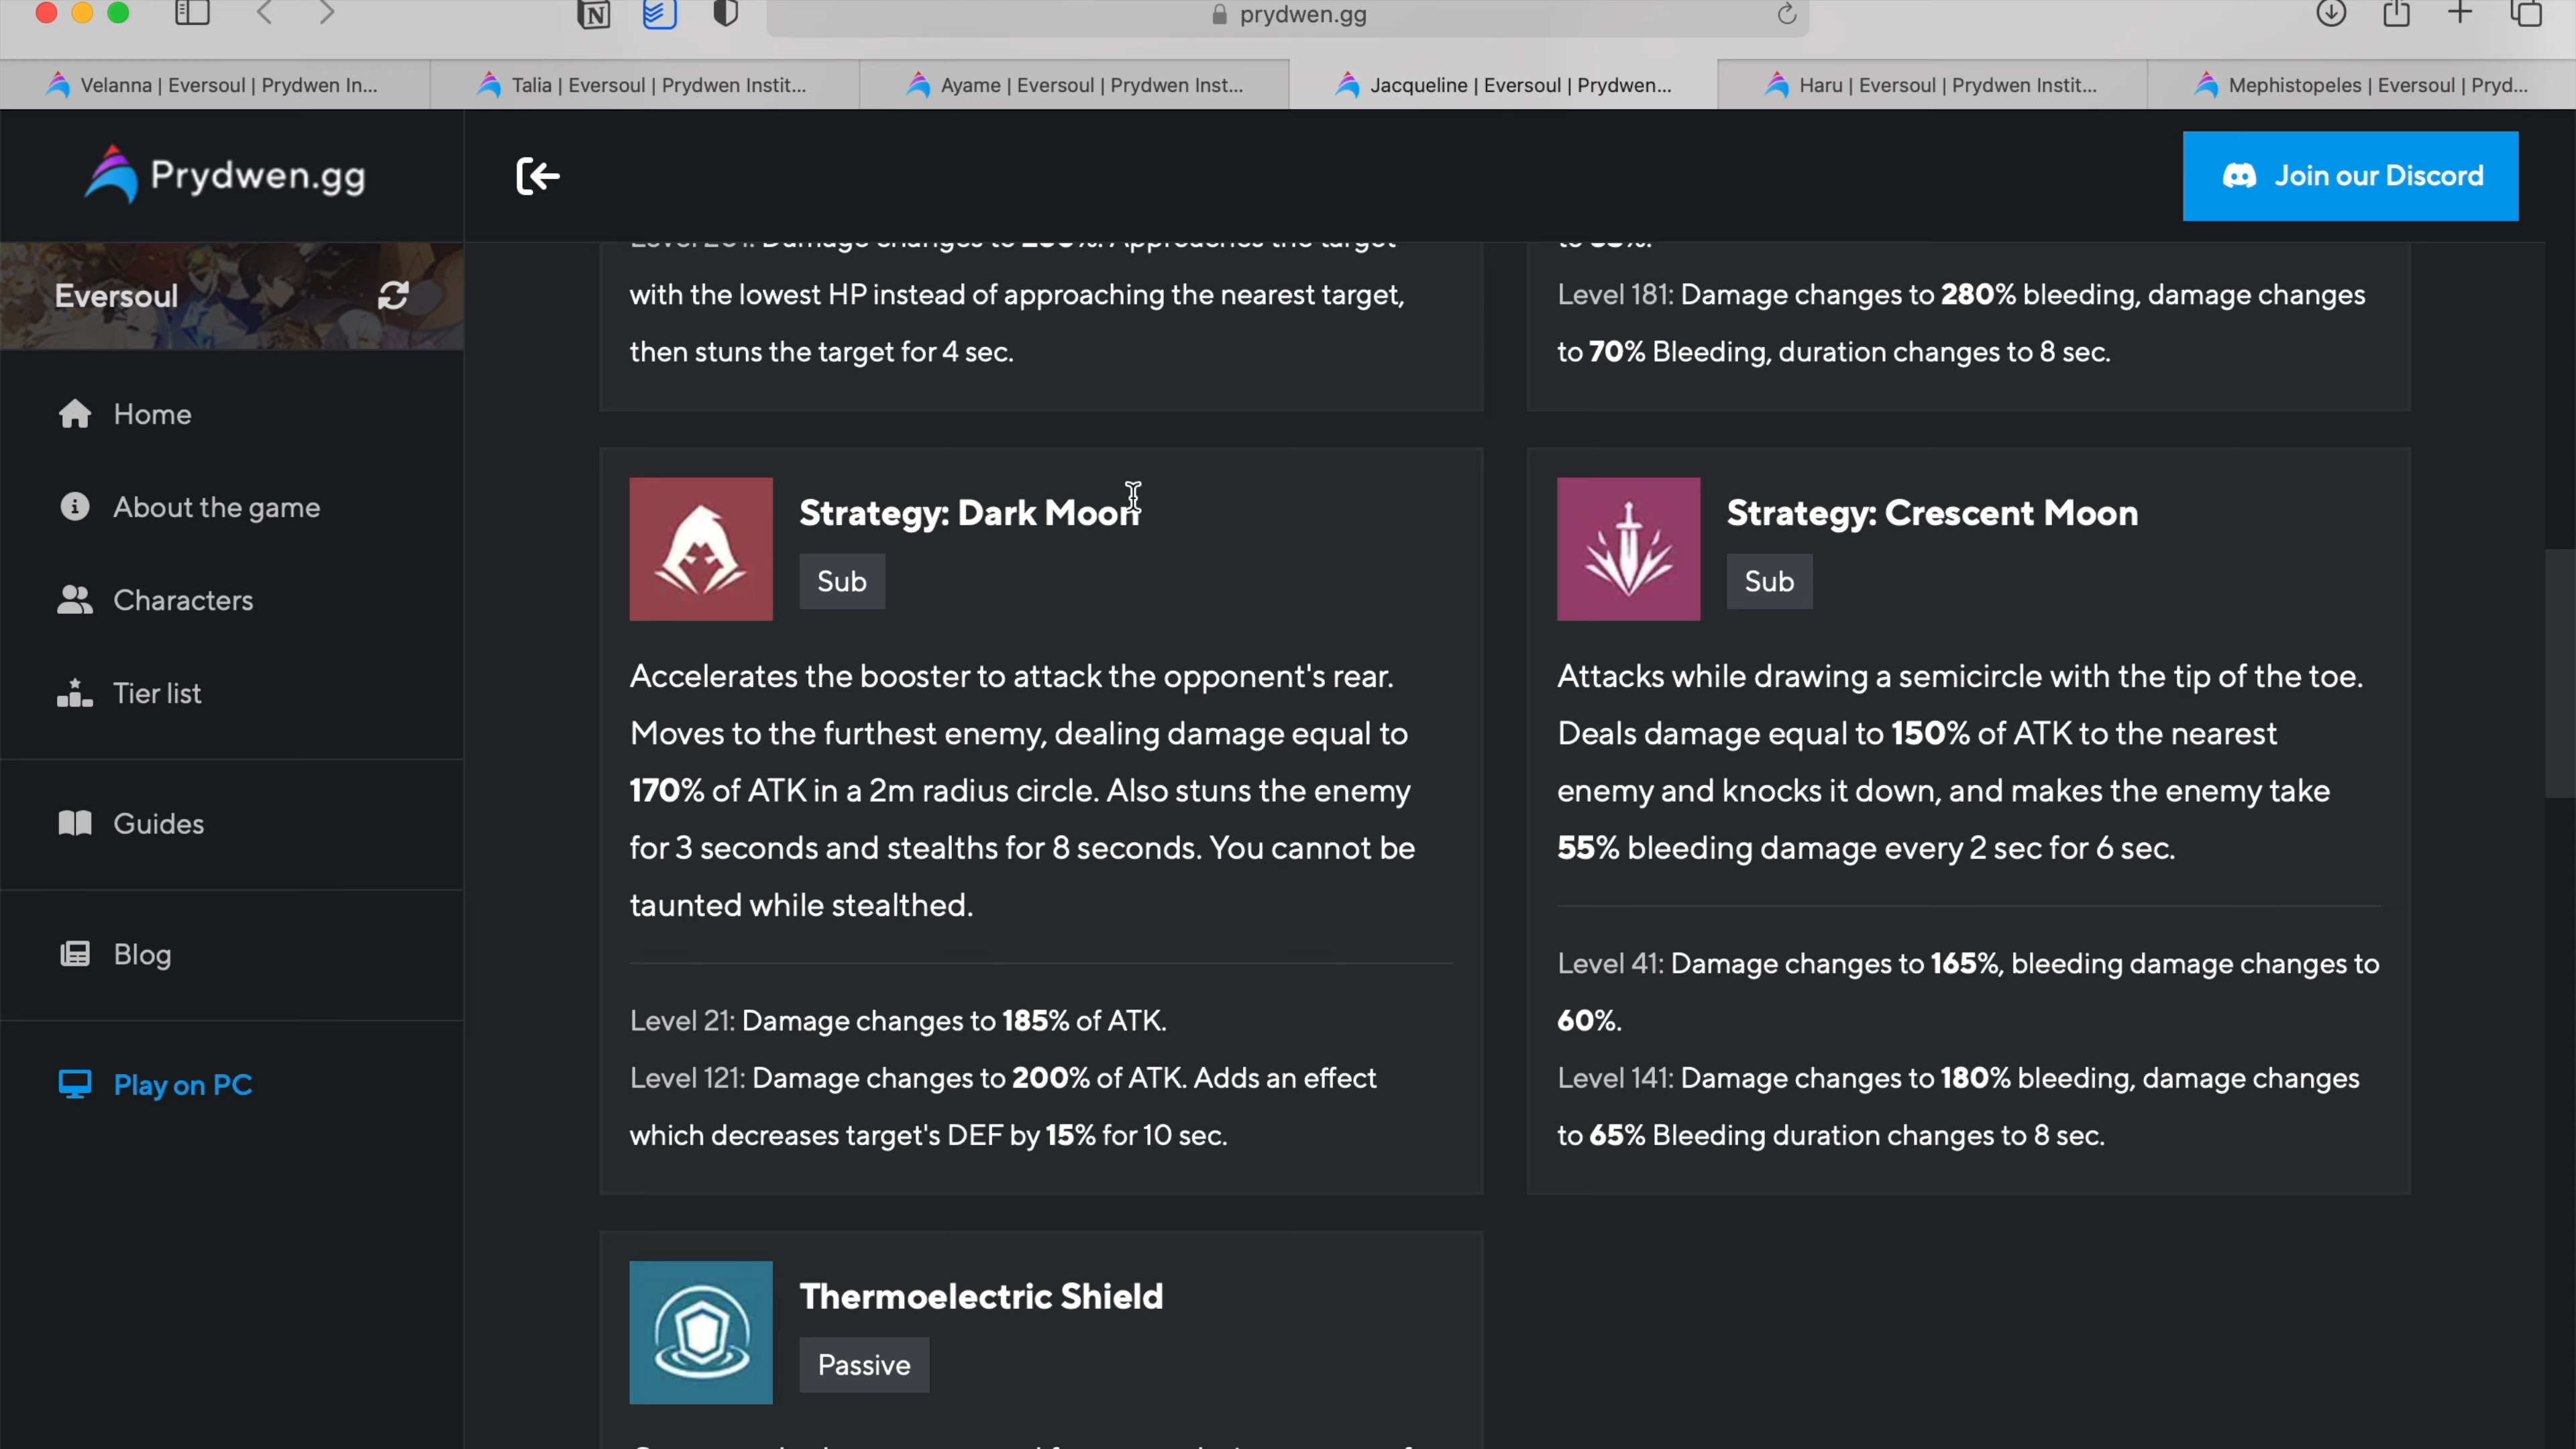 prydwen.gg
Velanna | Eversoul | Prydwen In...
Talia | Eversoul | Prydwen Instit...
Ayame | Eversoul | Prydwen Inst...
Jacqueline | Eversoul | Prydwen...
Haru | Eversoul | Prydwen Instit...
Mephistopeles | Eversoul | Pryd...
Prydwen.gg
Join our Discord
Eversoul
Home
About the game
Characters
Tier list
Guides
Blog
Play on PC
Damage changes to Approaches the target
with the lowest HP instead of approaching the nearest target,
then stuns the target for 4 sec.
Level 181: Damage changes to 280% bleeding, damage changes
to 70% Bleeding, duration changes to 8 sec.
Strategy: Dark Moon
Sub
Accelerates the booster to attack the opponent's rear.
Moves to the furthest enemy, dealing damage equal to
170% of ATK in a 2m radius circle. Also stuns the enemy
for 3 seconds and stealths for 8 seconds. You cannot be
taunted while stealthed.
Level 21: Damage changes to 185% of ATK.
Level 121: Damage changes to 200% of ATK. Adds an effect
which decreases target's DEF by 15% for 10 sec.
Strategy: Crescent Moon
Sub
Attacks while drawing a semicircle with the tip of the toe.
Deals damage equal to 150% of ATK to the nearest
enemy and knocks it down, and makes the enemy take
55% bleeding damage every 2 sec for 6 sec.
Level 41: Damage changes to 165%, bleeding damage changes to
60%.
Level 141: Damage changes to 180% bleeding, damage changes
to 65% Bleeding duration changes to 8 sec.
Thermoelectric Shield
Passive